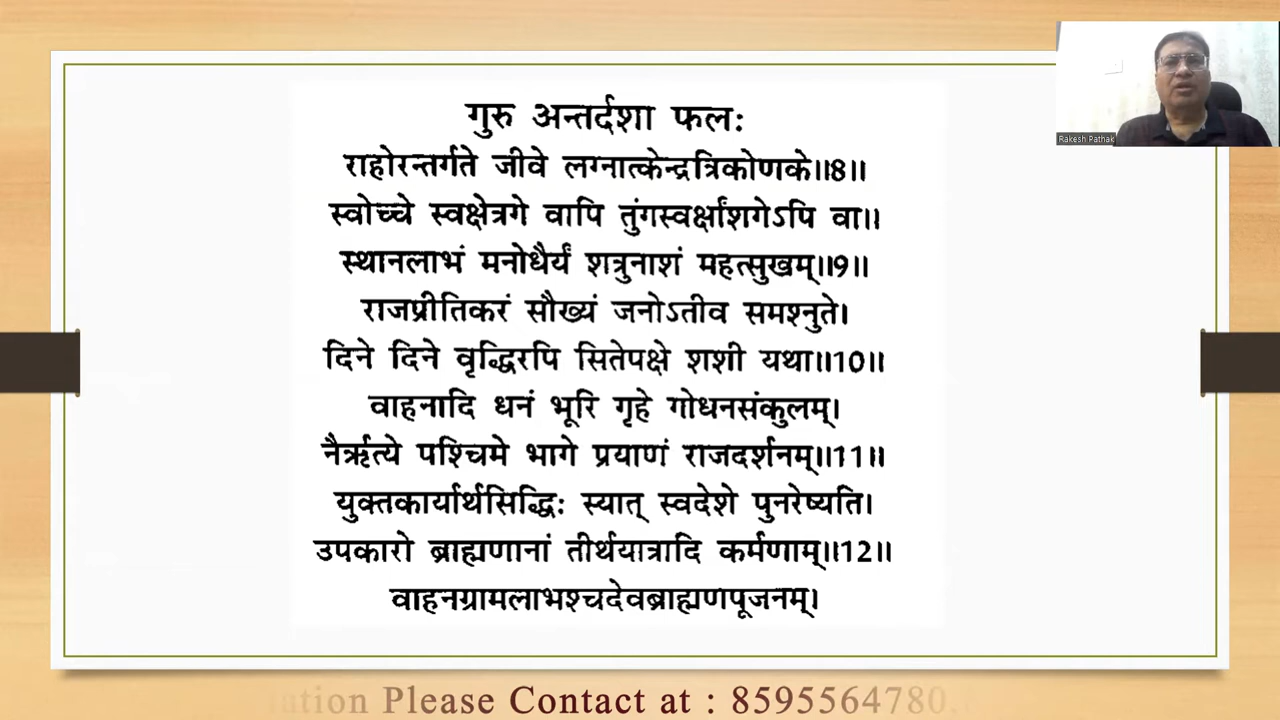 Rakesh Pathak
गुरु अन्तर्दशा फलः
राहोरन्तर्गते जीवे लग्नात्केन्द्रत्रिकोणके॥8॥
स्वोच्चे स्वक्षेत्रगे वापि तुंगस्वर्क्षांशगेऽपि वा॥
स्थानलाभं मनोधैर्यं शत्रुनाशं महत्सुखम्॥9॥
राजप्रीतिकरं सौख्यं जनोऽतीव समश्नुते।
दिने दिने वृद्धिरपि सितेपक्षे शशी यथा॥10॥
वाहनादि धनं भूरि गृहे गोधनसंकुलम्।
नैर्ऋत्ये पश्चिमे भागे प्रयाणं राजदर्शनम्॥11॥
युक्तकार्यार्थसिद्धिः स्यात् स्वदेशे पुनरेष्यति।
उपकारो ब्राह्मणानां तीर्थयात्रादि कर्मणाम्॥12॥
वाहनग्रामलाभश्चदेवब्राह्मणपूजनम्।
Please Contact at : 8595564780,